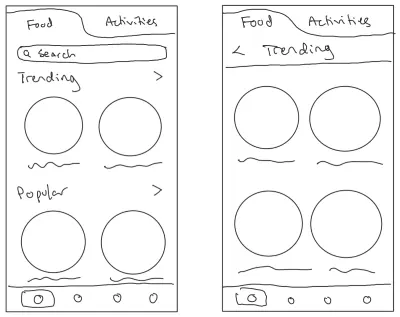 Food Activities
Search
Trending >
Popular >
Food Activities
< Trending